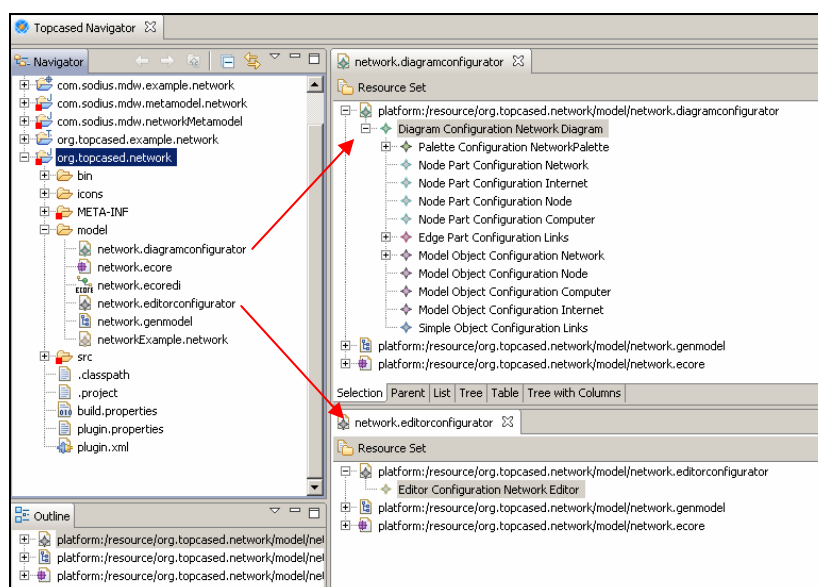 Topcased Navigator
Navigator
com.sodius.mdw.example.network
com.sodius.mdw.metamodel.network
com.sodius.mdw.networkMetamodel
org.topcased.example.network
org.topcased.network
bin
icons
META-INF
model
network.diagramconfigurator
network.ecore
network.ecoredi
network.editorconfigurator
network.genmodel
networkExample.network
src
.classpath
.project
build.properties
plugin.properties
plugin.xml
Outline
platform:/resource/org.topcased.network/model/net
platform:/resource/org.topcased.network/model/net
platform:/resource/org.topcased.network/model/net
network.diagramconfigurator
Resource Set
platform:/resource/org.topcased.network/model/network.diagramconfigurator
Diagram Configuration Network Diagram
Palette Configuration NetworkPalette
Node Part Configuration Network
Node Part Configuration Internet
Node Part Configuration Node
Node Part Configuration Computer
Edge Part Configuration Links
Model Object Configuration Network
Model Object Configuration Node
Model Object Configuration Computer
Model Object Configuration Internet
Simple Object Configuration Links
platform:/resource/org.topcased.network/model/network.genmodel
platform:/resource/org.topcased.network/model/network.ecore
Selection Parent List Tree Table Tree with Columns
network.editorconfigurator
Resource Set
platform:/resource/org.topcased.network/model/network.editorconfigurator
Editor Configuration Network Editor
platform:/resource/org.topcased.network/model/network.genmodel
platform:/resource/org.topcased.network/model/network.ecore